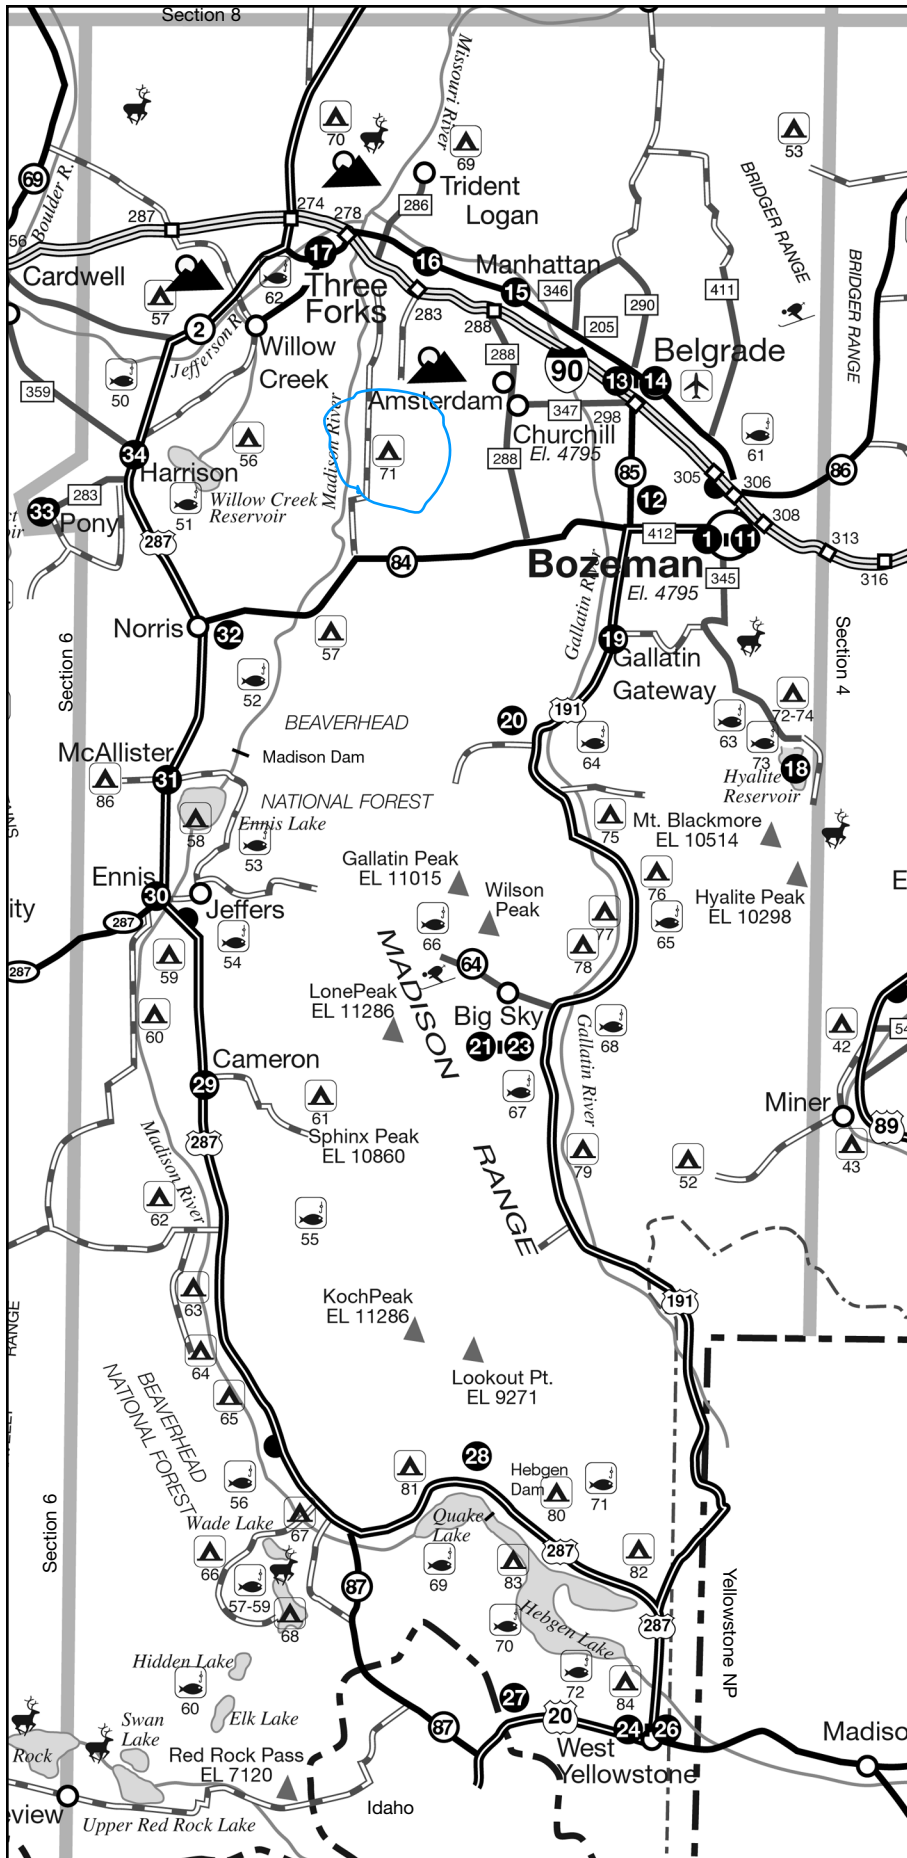 Section 8
Missouri River
70
69
53
69
Boulder R.
BRIDGER RANGE
BRIDGER RANGE
Trident
Logan
286
274
278
287
56
Cardwell
17
16
Manhattan
15
346
290
411
62
Three
Forks
283
288
205
57
2
Jefferson R.
Willow
Creek
288
90
Belgrade
13
14
359
50
Amsterdam
347
298
Churchill
El. 4795
61
34
Harrison
56
Madison River
71
288
85
305
306
86
283
33
Pony
51
Willow Creek
Reservoir
12
308
287
84
412
1
11
313
316
Bozeman
El. 4795
345
Norris
32
57
Gallatin River
19
Gallatin
Gateway
Section 6
Section 4
52
BEAVERHEAD
20
191
64
63
72-74
73
18
McAllister
Madison Dam
31
86
Hyalite
Reservoir
NATIONAL FOREST
58
Ennis Lake
53
75
Mt. Blackmore
EL 10514
Gallatin Peak
EL 11015
76
Ennis
30
Jeffers
Wilson
Peak
Hyalite Peak
EL 10298
ity
287
54
66
77
65
78
287
59
64
MADISON
LonePeak
EL 11286
Big Sky
60
21
23
68
42
54
Cameron
29
67
Gallatin River
Miner
89
61
Sphinx Peak
EL 10860
43
287
Madison River
RANGE
79
52
62
55
63
KochPeak
EL 11286
191
RANGE
64
Lookout Pt.
EL 9271
65
BEAVERHEAD
NATIONAL FOREST
28
81
Hebgen
Dam
80
71
56
Section 6
Wade Lake
67
Quake
Lake
287
66
69
83
82
57-59
87
68
Hebgen Lake
287
Yellowstone NP
70
Hidden Lake
60
72
84
Elk Lake
27
20
24
26
Swan
Lake
87
Madiso
Rock
Red Rock Pass
EL 7120
West
Yellowstone
Idaho
eview
Upper Red Rock Lake